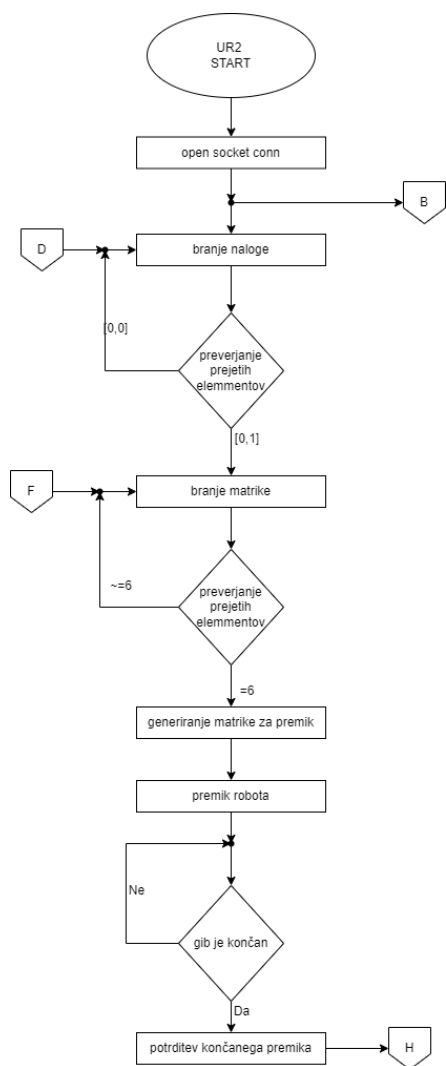 UR2
START
open socket conn
B
D
branje naloge
[0,0]
preverjanje
prejetih
elemmentov
[0,1]
F
branje matrike
~=6
preverjanje
prejetih
elemmentov
=6
generiranje matrike za premik
premik robota
Ne
gib je končan
Da
potrditev končanega premika
H